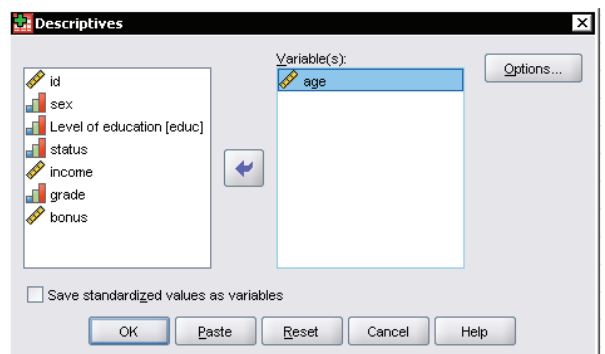 Descriptives
Variable(s):
Options...
id
sex
Level of education [educ]
status
income
grade
bonus
age
Save standardized values as variables
OK Paste Reset Cancel Help